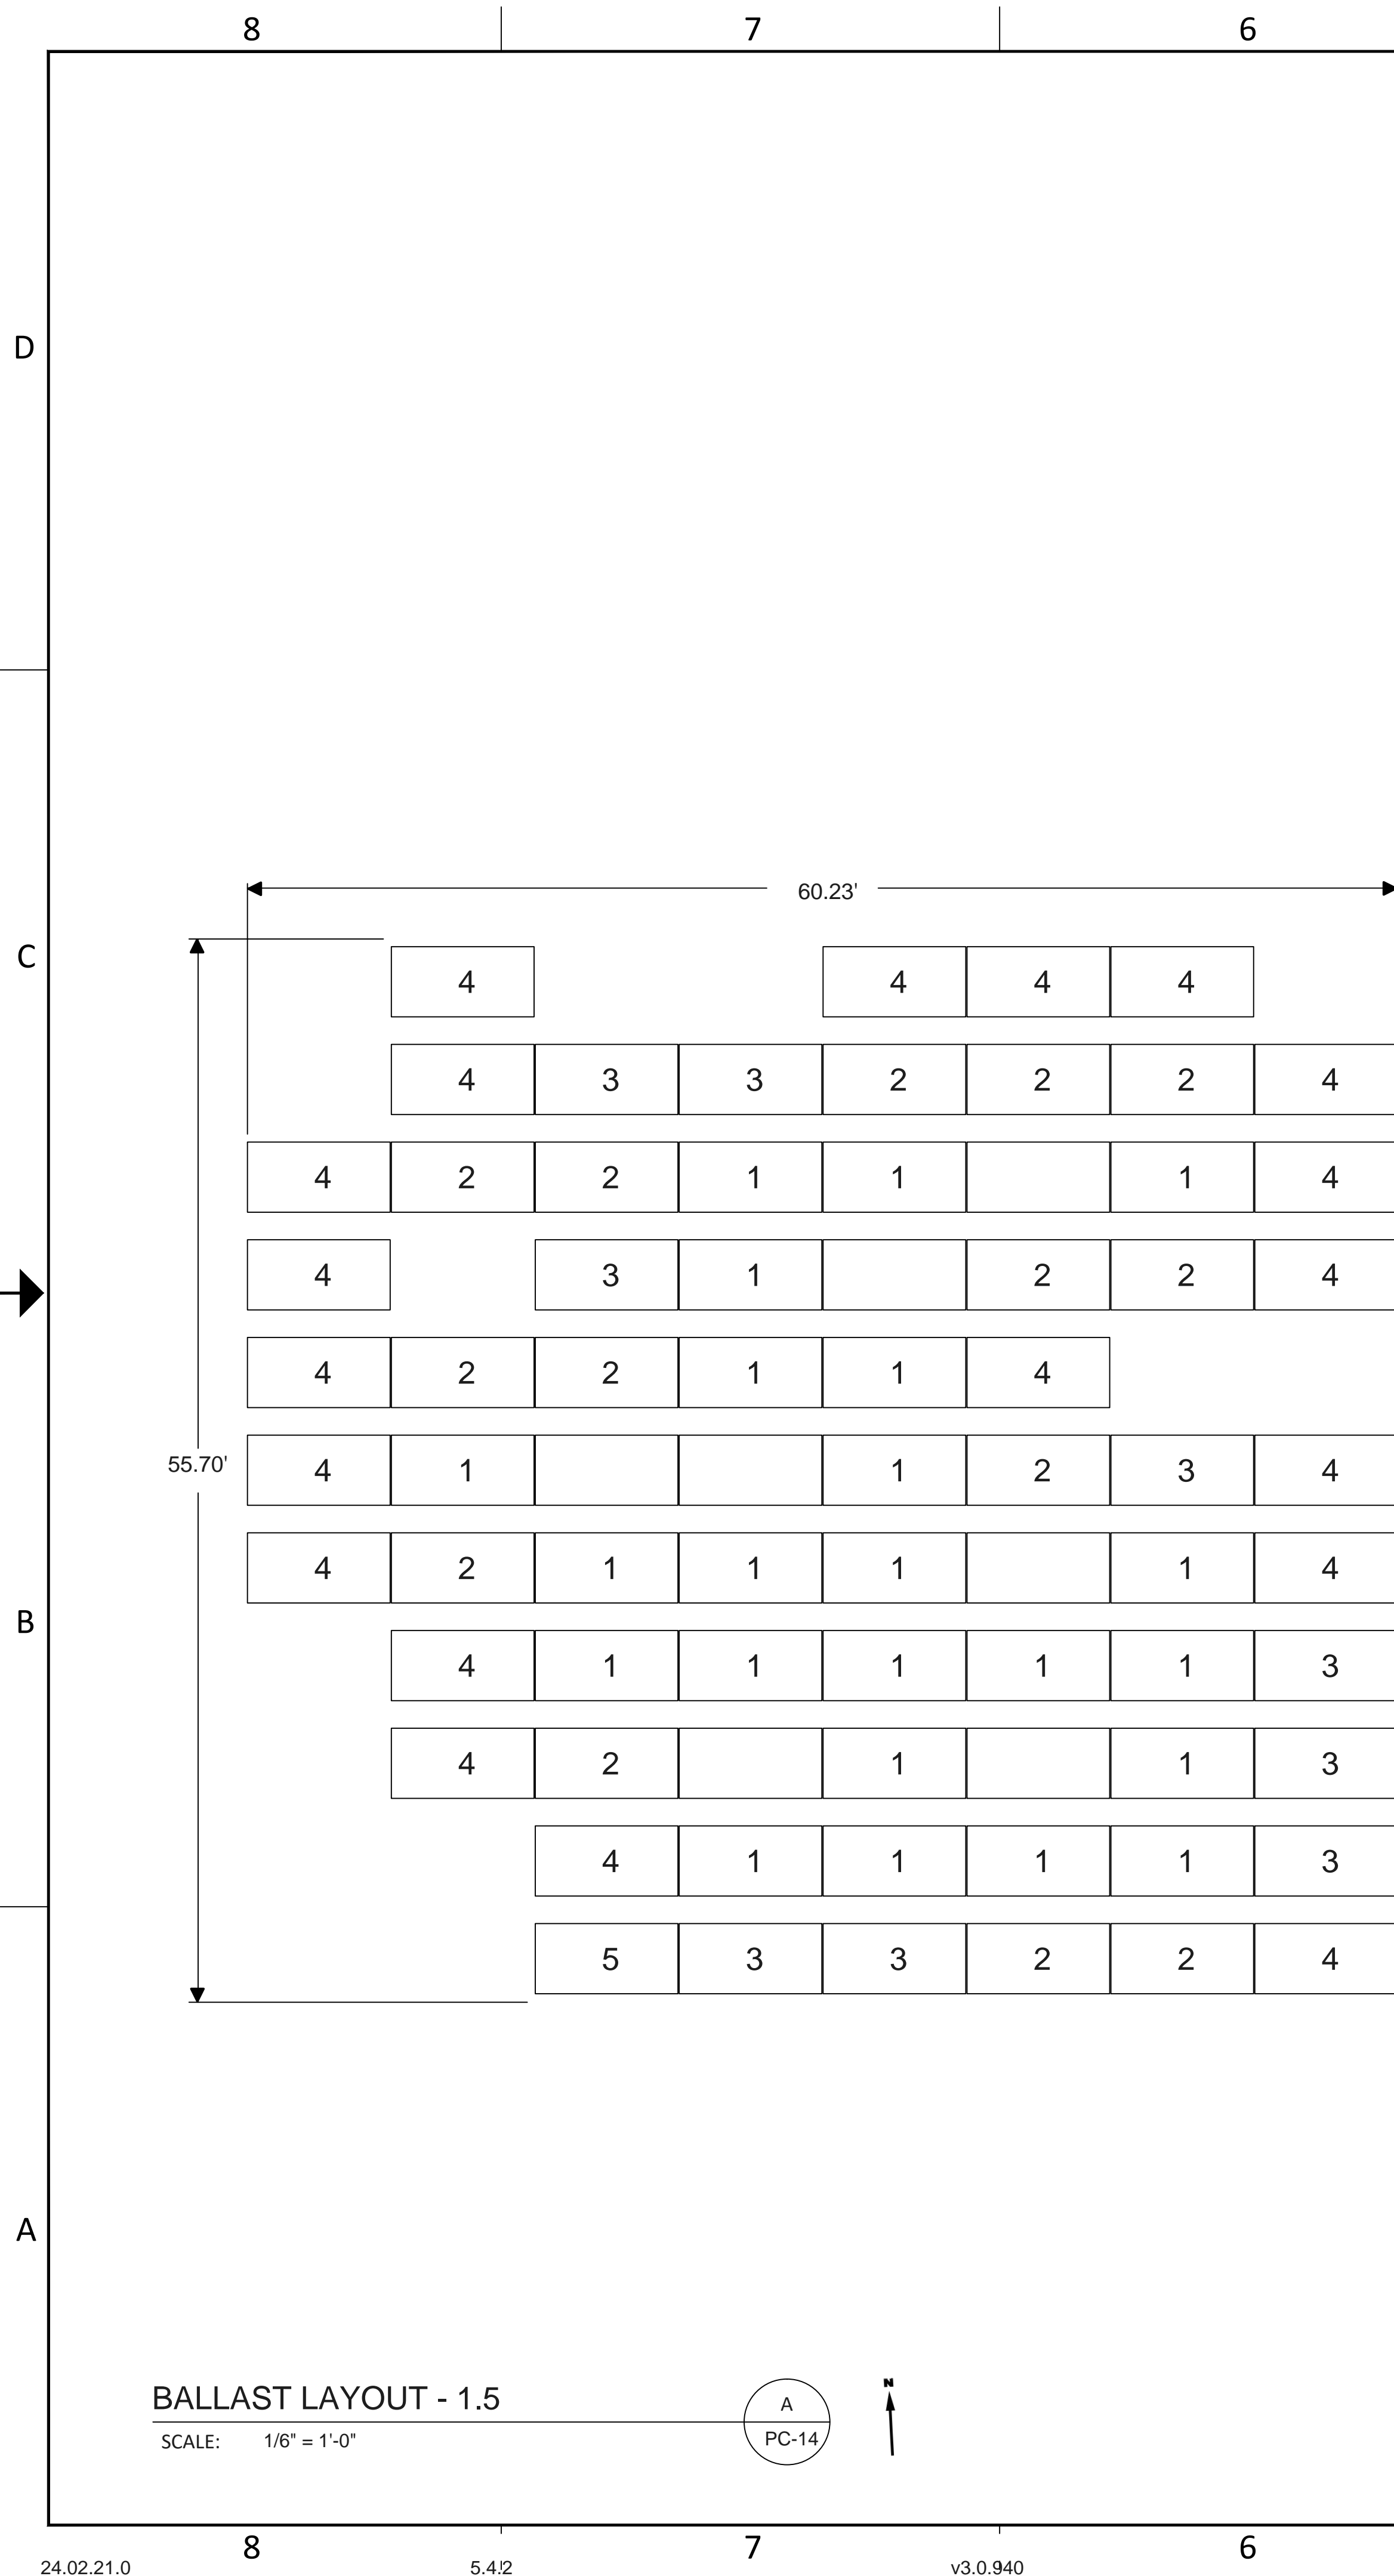 8 7 6
D
60.23'
C
4 4 4 4
4 3 3 2 2 2 4
4 2 2 1 1 1 4
4 3 1 2 2 4
4 2 2 1 1 4
55.70'
4 1 1 2 3 4
4 2 1 1 1 1 4
B
4 1 1 1 1 1 3
4 2 1 1 3
4 1 1 1 1 3
5 3 3 2 2 4
A
N
BALLAST LAYOUT - 1.5
A
SCALE: 1/6" = 1'-0"
PC-14
8 7 6
24.02.21.0 5.4.2 v3.0.940